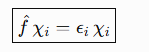 f̂ χᵢ = ϵᵢ χᵢ